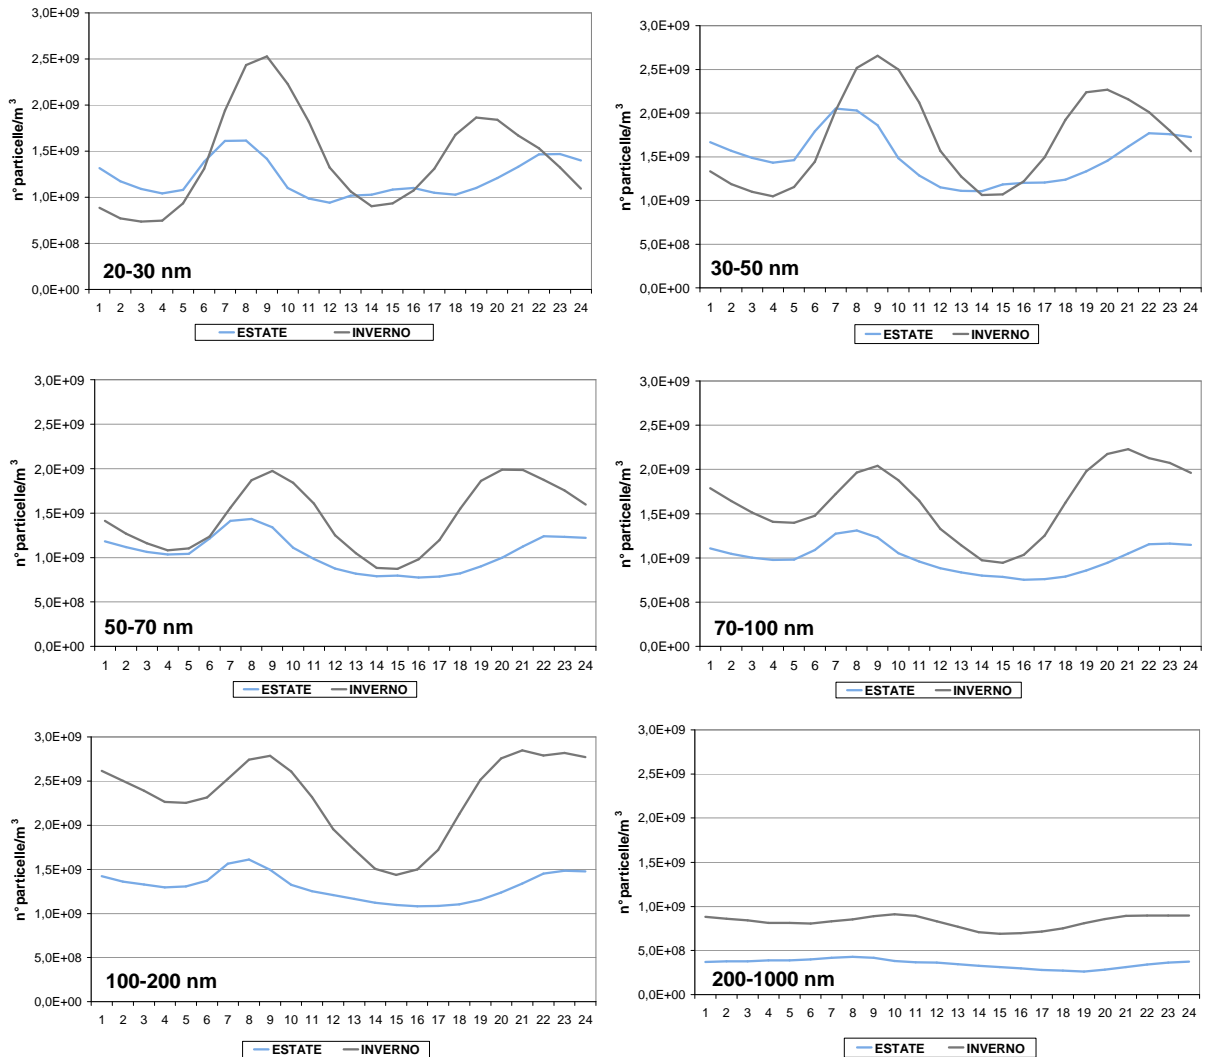 3,0E+09
2,5E+09
2,0E+09
1,5E+09
1,0E+09
5,0E+08
0,0E+00
n° particelle/m³
20-30 nm
1 2 3 4 5 6 7 8 9 10 11 12 13 14 15 16 17 18 19 20 21 22 23 24
ESTATE INVERNO
3,0E+09
2,5E+09
2,0E+09
1,5E+09
1,0E+09
5,0E+08
0,0E+00
n° particelle/m³
30-50 nm
1 2 3 4 5 6 7 8 9 10 11 12 13 14 15 16 17 18 19 20 21 22 23 24
ESTATE INVERNO
3,0E+09
2,5E+09
2,0E+09
1,5E+09
1,0E+09
5,0E+08
0,0E+00
n° particelle/m³
50-70 nm
1 2 3 4 5 6 7 8 9 10 11 12 13 14 15 16 17 18 19 20 21 22 23 24
ESTATE INVERNO
3,0E+09
2,5E+09
2,0E+09
1,5E+09
1,0E+09
5,0E+08
0,0E+00
n° particelle/m³
70-100 nm
1 2 3 4 5 6 7 8 9 10 11 12 13 14 15 16 17 18 19 20 21 22 23 24
ESTATE INVERNO
3,0E+09
2,5E+09
2,0E+09
1,5E+09
1,0E+09
5,0E+08
0,0E+00
n° particelle/m³
100-200 nm
1 2 3 4 5 6 7 8 9 10 11 12 13 14 15 16 17 18 19 20 21 22 23 24
ESTATE INVERNO
3,0E+09
2,5E+09
2,0E+09
1,5E+09
1,0E+09
5,0E+08
0,0E+00
n° particelle/m³
200-1000 nm
1 2 3 4 5 6 7 8 9 10 11 12 13 14 15 16 17 18 19 20 21 22 23 24
ESTATE INVERNO